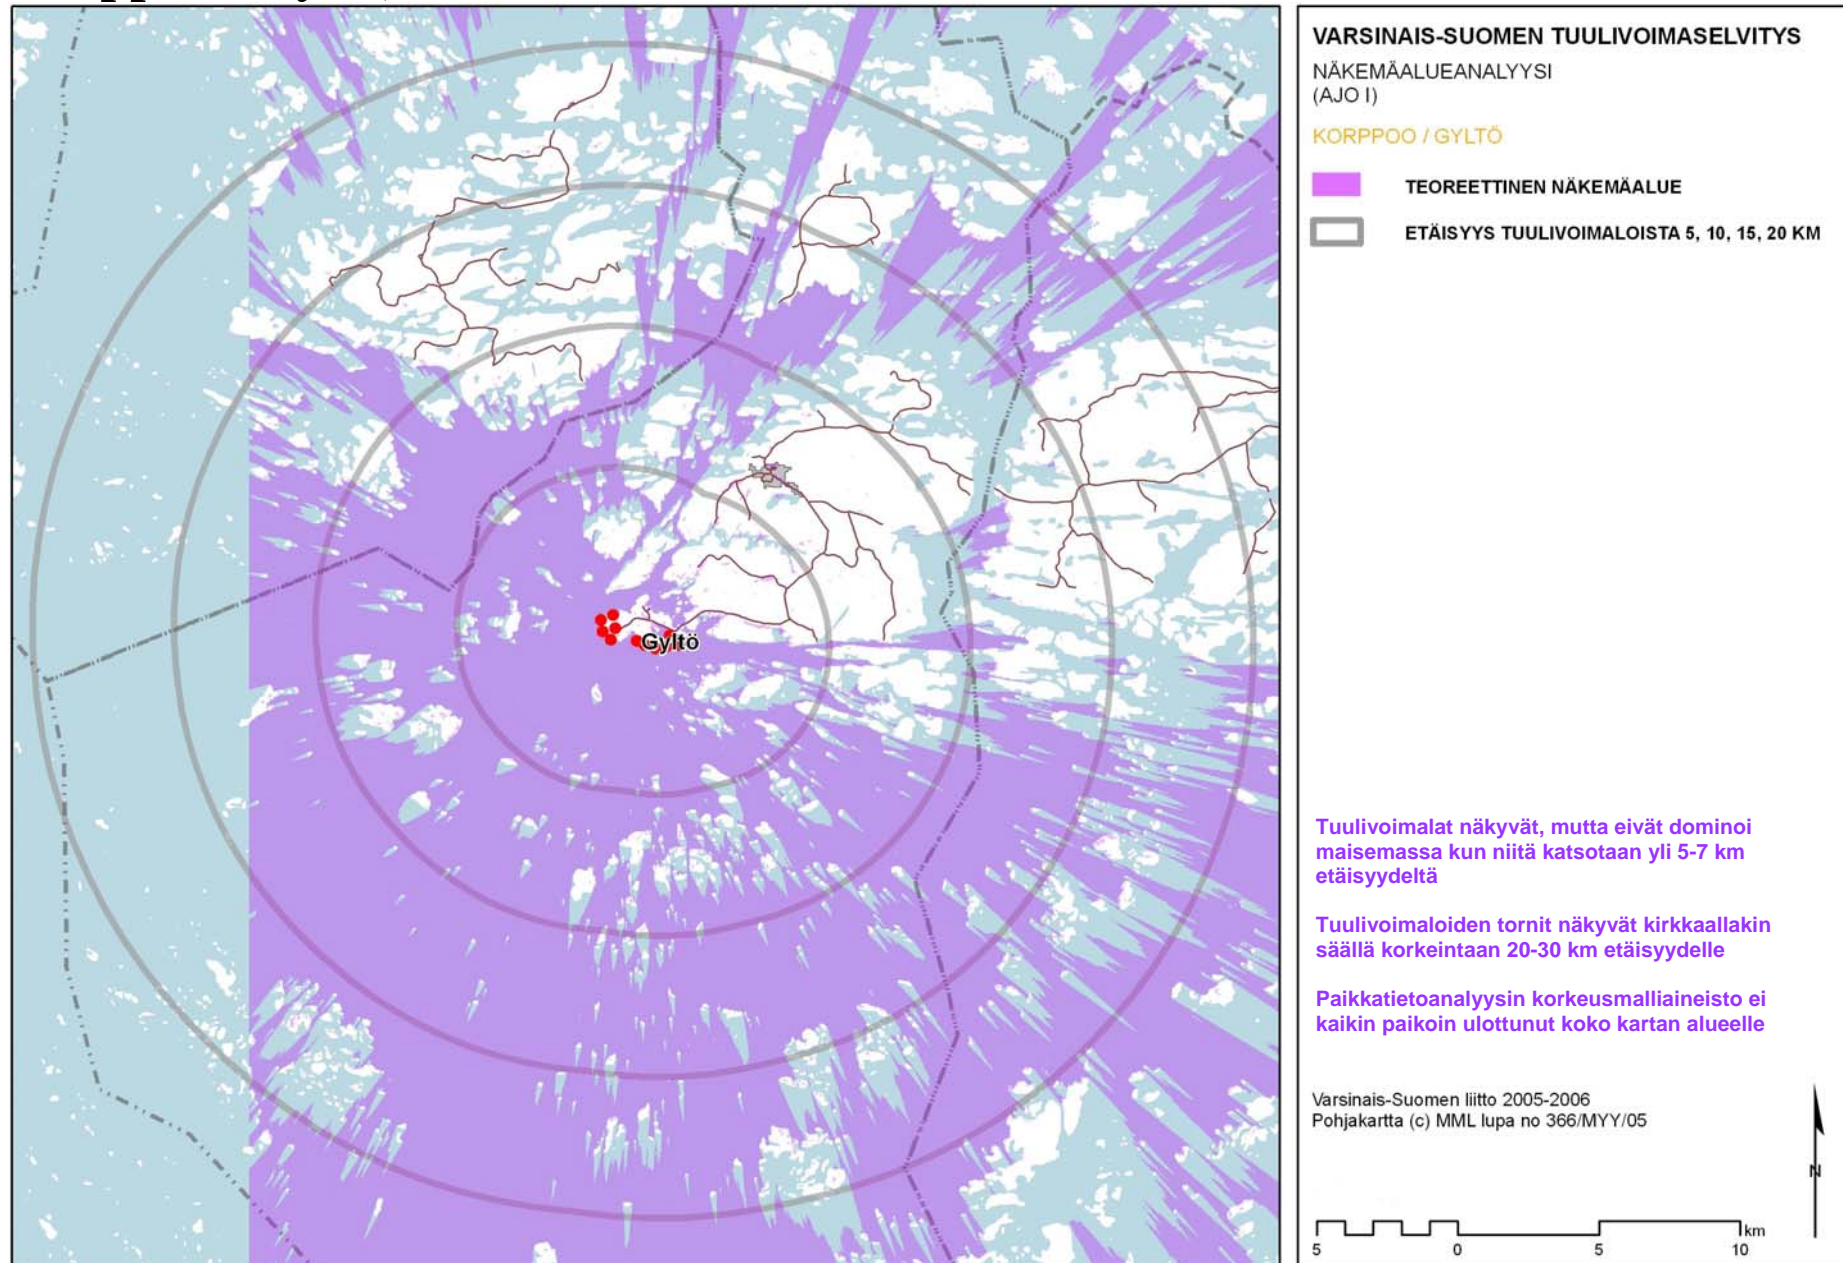 VARSINAIS-SUOMEN TUULIVOIMASELVITYS
NÄKEMÄALUEANALYYSI
(AJO I)
KORPPOO / GYLTÖ
TEOREETTINEN NÄKEMÄALUE
ETÄISYYS TUULIVOIMALOISTA 5, 10, 15, 20 KM
Gyltö
Tuulivoimalat näkyvät, mutta eivät dominoi
maisemassa kun niitä katsotaan yli 5-7 km
etäisyydeltä
Tuulivoimaloiden tornit näkyvät kirkkaallakin
säällä korkeintaan 20-30 km etäisyydelle
Paikkatietoanalyysin korkeusmalliaineisto ei
kaikin paikoin ulottunut koko kartan alueelle
Varsinais-Suomen liitto 2005-2006
Pohjakartta (c) MML lupa no 366/MYY/05
N
km
5 0 5 10